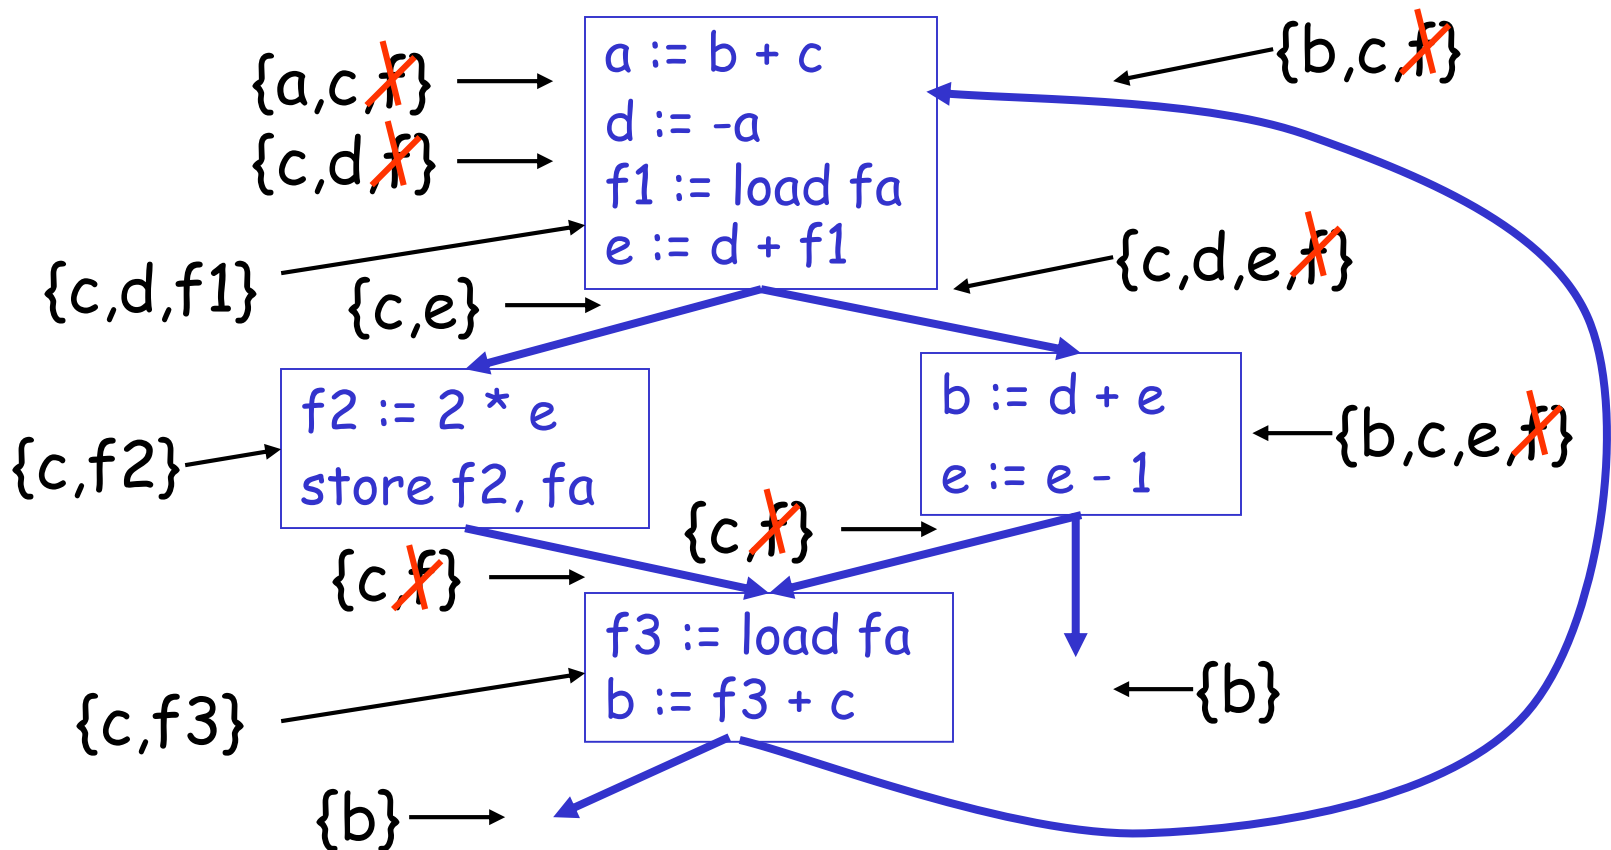 a := b + c
d := -a
f1 := load fa
e := d + f1
{b,c,f}
{a,c,f}
{c,d,f}
{c,d,f1}
{c,e}
{c,d,e,f}
f2 := 2 * e
store f2, fa
b := d + e
e := e - 1
{b,c,e,f}
{c,f2}
{c,f}
{c,f}
f3 := load fa
b := f3 + c
{c,f3}
{b}
{b}